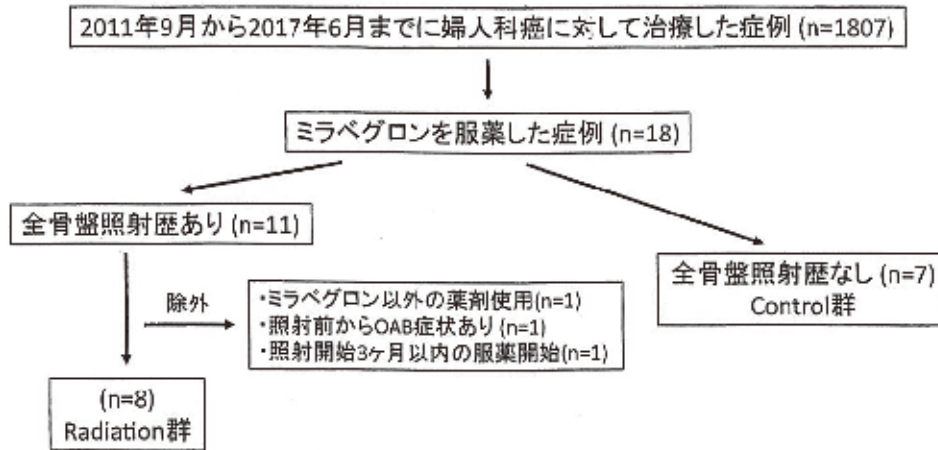 2011年9月から2017年6月までに婦人科癌に対して治療した症例 (n=1807)
ミラベグロンを服薬した症例 (n=18)
全骨盤照射歴あり (n=11)
全骨盤照射歴なし (n=7)
Control群
除外
・ミラベグロン以外の薬剤使用(n=1)
・照射前からOAB症状あり (n=1)
・照射開始3ヶ月以内の服薬開始(n=1)
(n=8)
Radiation群